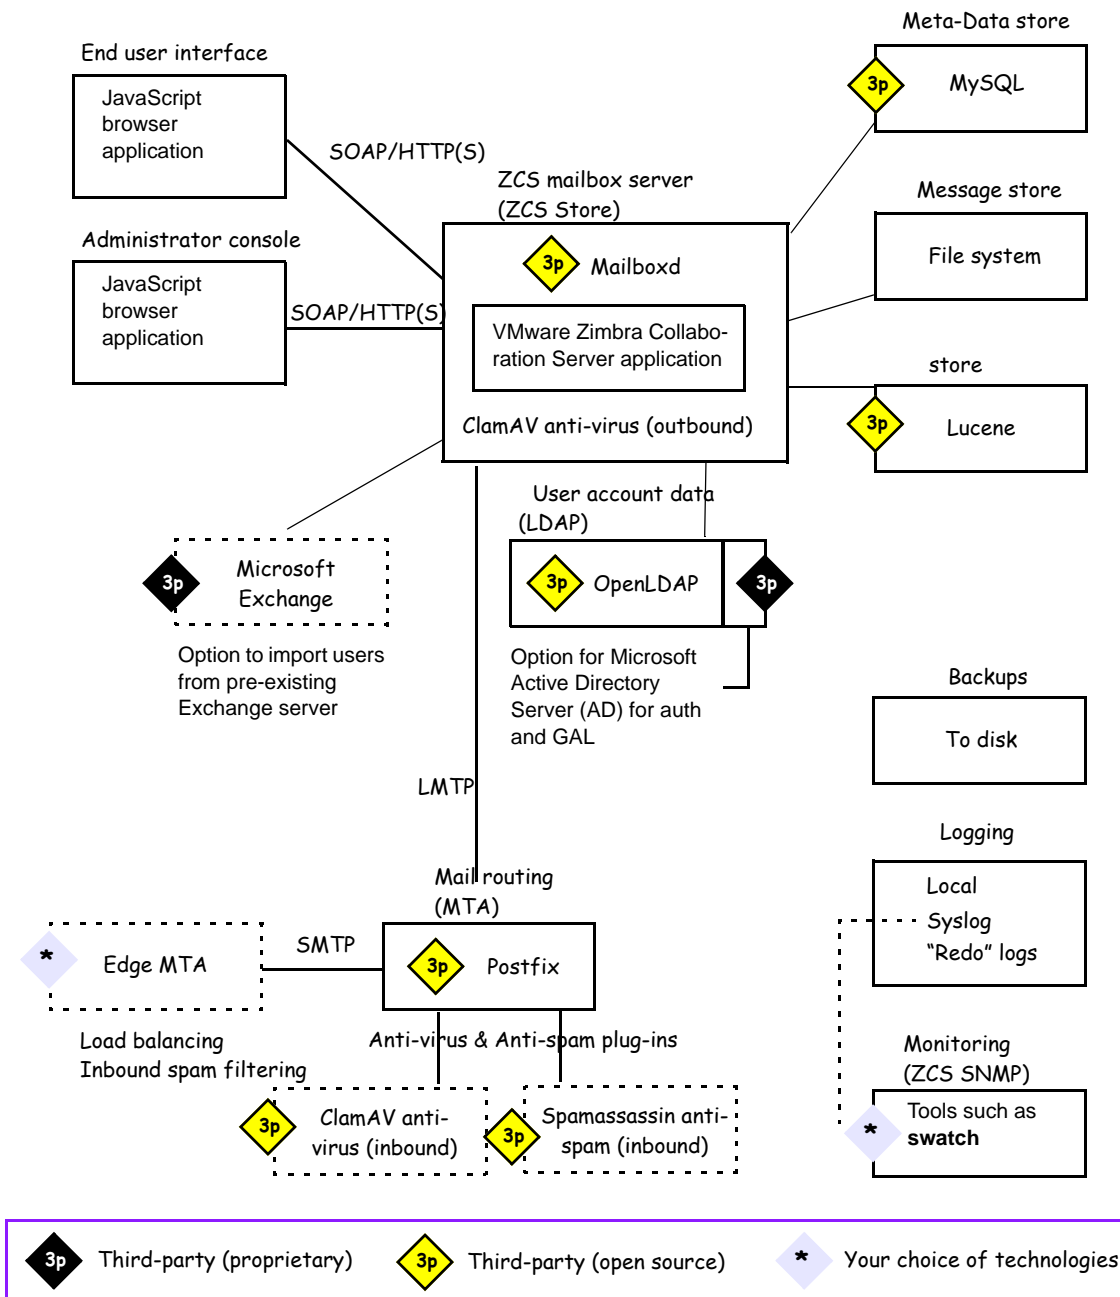 Meta-Data store
3p
MySQL
End user interface
JavaScript
browser
application
SOAP/HTTP(S)
ZCS mailbox server
(ZCS Store)
Message store
File system
Administrator console
JavaScript
browser
application
SOAP/HTTP(S)
3p
Mailboxd
VMware Zimbra Collabo-
ration Server application
ClamAV anti-virus (outbound)
store
3p
Lucene
User account data
(LDAP)
3p
Microsoft
Exchange
3p
OpenLDAP
3p
Option to import users
from pre-existing
Exchange server
Option for Microsoft
Active Directory
Server (AD) for auth
and GAL
Backups
To disk
LMTP
Logging
Local
Syslog
“Redo” logs
Mail routing
(MTA)
*
Edge MTA
SMTP
3p
Postfix
Load balancing
Inbound spam filtering
Anti-virus & Anti-spam plug-ins
Monitoring
(ZCS SNMP)
3p
ClamAV anti-
virus (inbound)
3p
Spamassassin anti-
spam (inbound)
*
Tools such as
swatch
3p
Third-party (proprietary)
3p
Third-party (open source)
*
Your choice of technologies